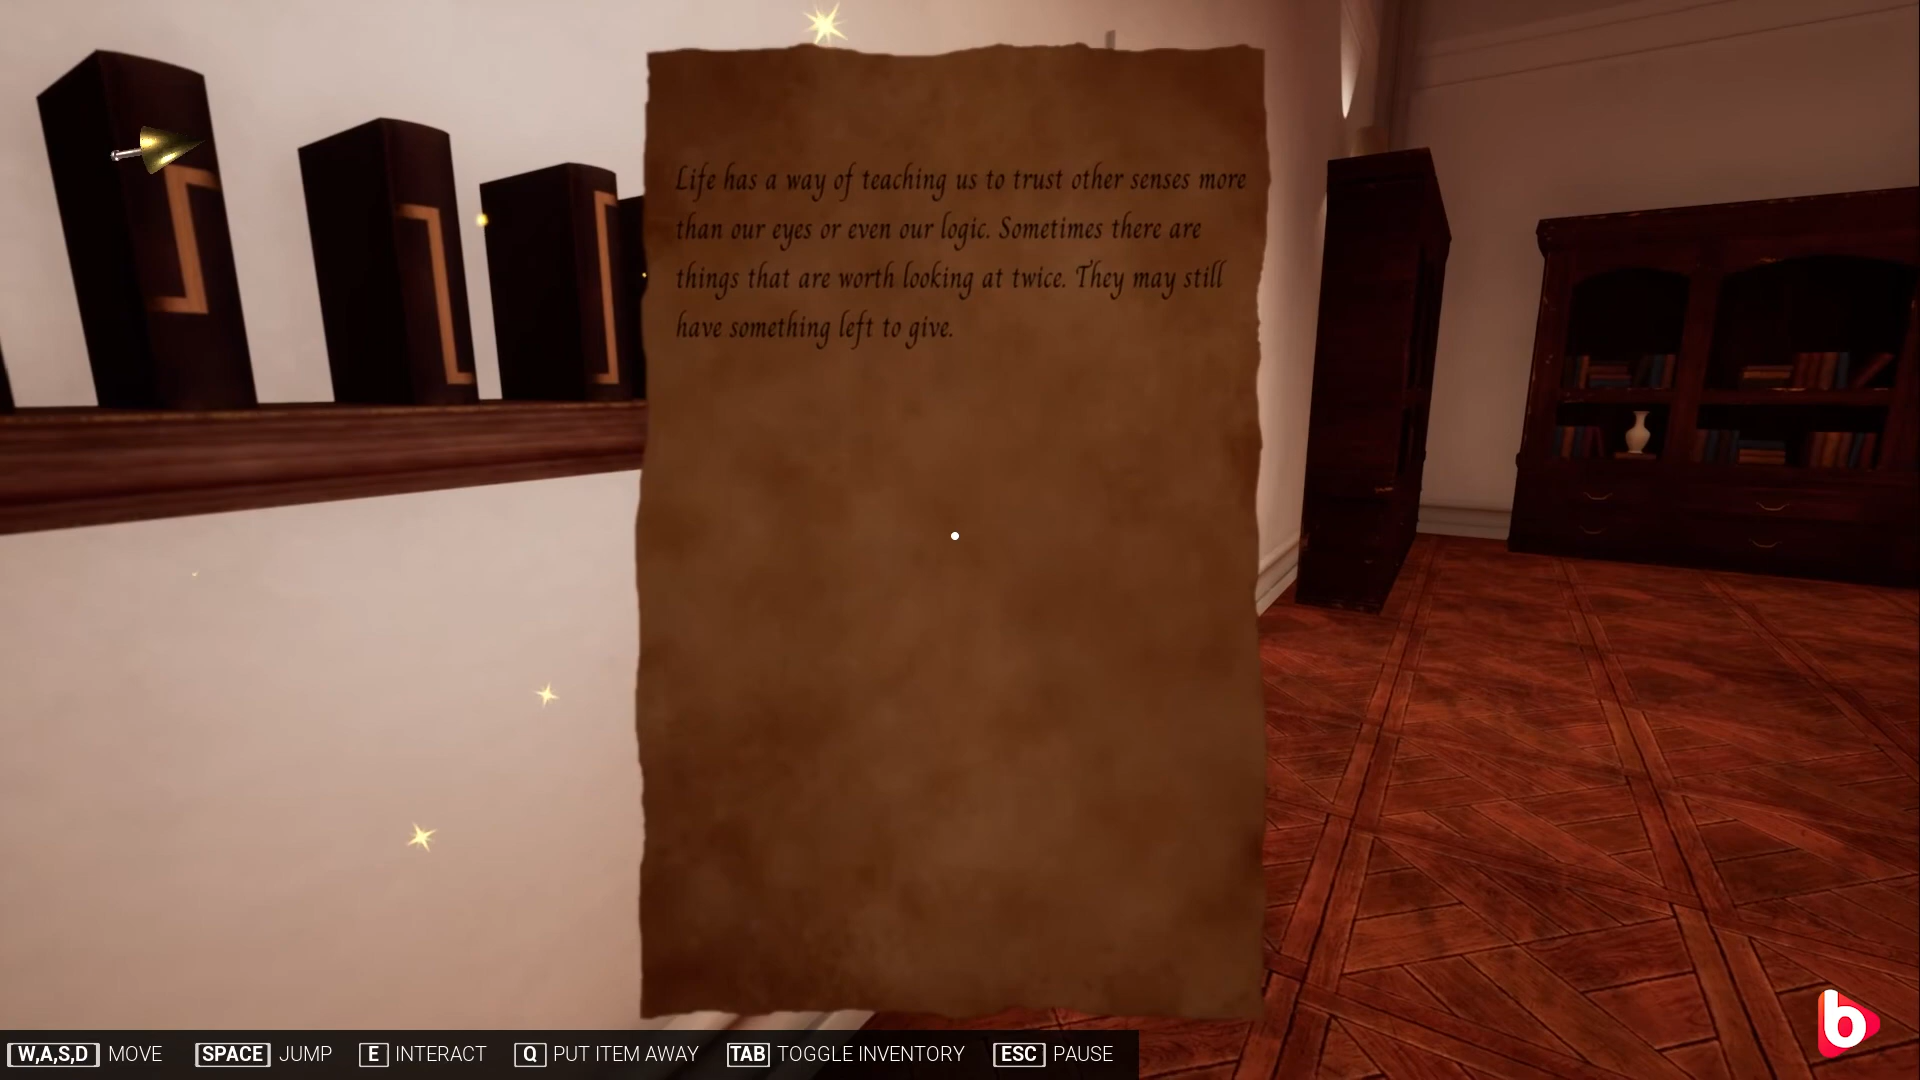 Life has a way of teaching us to trust other senses more
than our eyes or even our logic. Sometimes there are
things that are worth looking at twice. They may still
have something left to give.
W,A,S,D MOVE SPACE JUMP E INTERACT Q PUT ITEM AWAY TAB TOGGLE INVENTORY ESC PAUSE
b